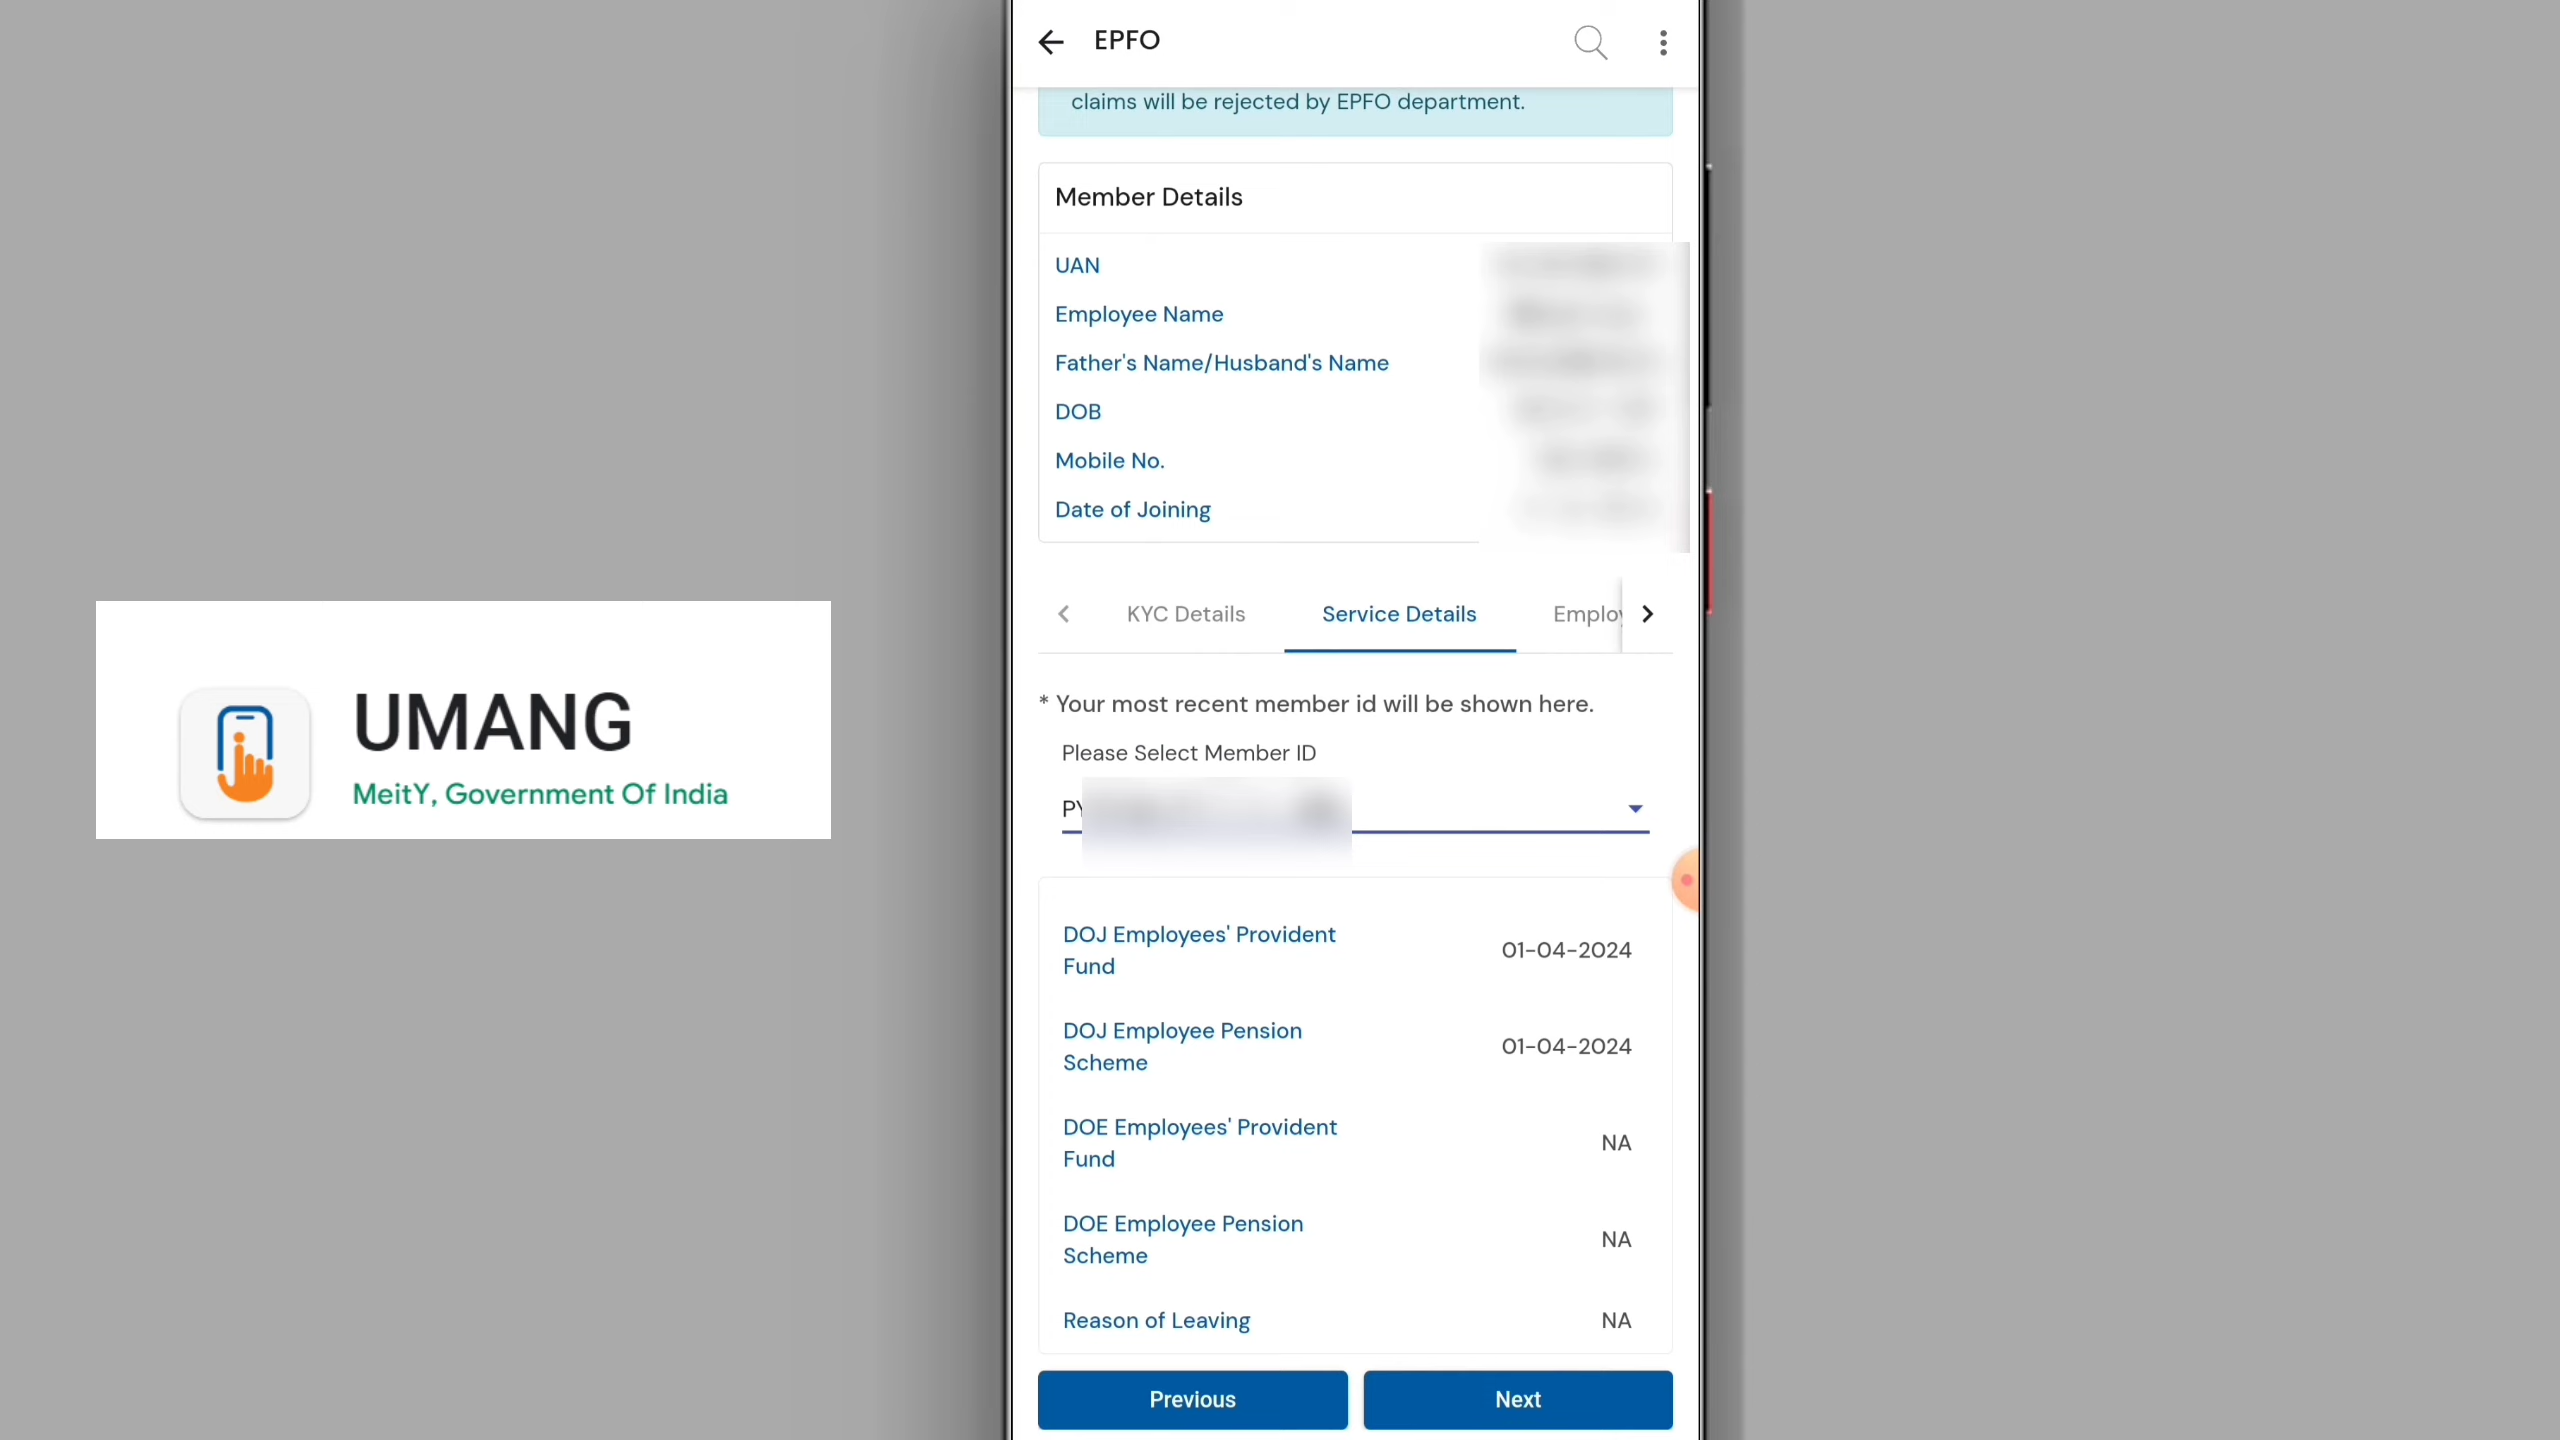 UMANG
MeitY, Government Of India
EPFO
claims will be rejected by EPFO department.
Member Details
UAN
Employee Name
Father's Name/Husband's Name
DOB
Mobile No.
Date of Joining
KYC Details
Service Details
Employ
* Your most recent member id will be shown here.
Please Select Member ID
PY
DOJ Employees' Provident
Fund
01-04-2024
DOJ Employee Pension
Scheme
01-04-2024
DOE Employees' Provident
Fund
NA
DOE Employee Pension
Scheme
NA
Reason of Leaving
NA
Previous
Next